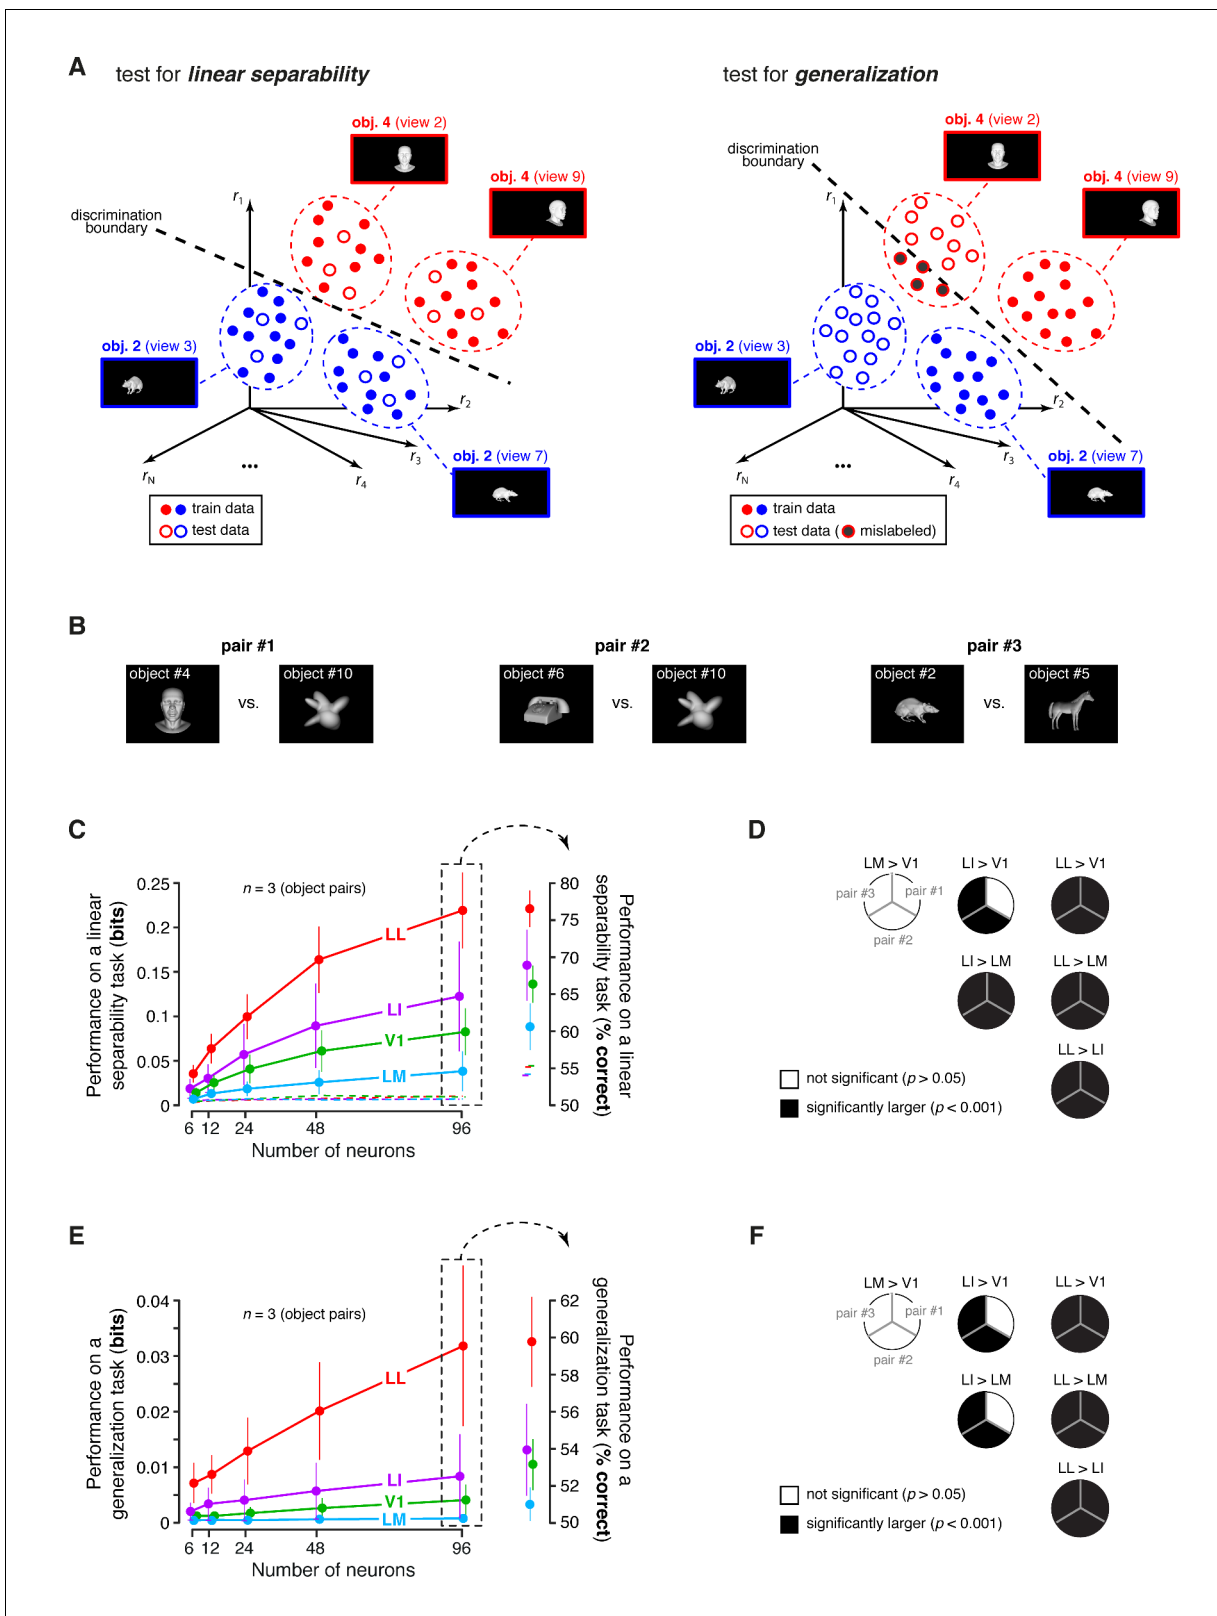 A
test for linear separability
test for generalization
obj. 4 (view 2)
obj. 4 (view 9)
discrimination
boundary
r1
r2
r3
r4
rN
...
obj. 2 (view 3)
obj. 2 (view 7)
train data
test data
obj. 4 (view 2)
discrimination
boundary
obj. 4 (view 9)
r1
r2
r3
r4
rN
...
obj. 2 (view 3)
obj. 2 (view 7)
train data
test data ( mislabeled)
B
pair #1
pair #2
pair #3
object #4
vs.
object #10
object #6
vs.
object #10
object #2
vs.
object #5
C
Performance on a linear
separability task (bits)
0.25
0.2
0.15
0.1
0.05
0
n = 3 (object pairs)
LL
LI
V1
LM
6 12 24 48 96
Number of neurons
80
75
70
65
60
55
50
Performance on a linear
separability task (% correct)
D
LM > V1
LI > V1
LL > V1
pair #3
pair #1
pair #2
LI > LM
LL > LM
LL > LI
not significant (p > 0.05)
significantly larger (p < 0.001)
E
Performance on a
generalization task (bits)
0.04
0.03
0.02
0.01
0
n = 3 (object pairs)
LL
LI
V1
LM
6 12 24 48 96
Number of neurons
62
60
58
56
54
52
50
Performance on a
generalization task (% correct)
F
LM > V1
LI > V1
LL > V1
pair #3
pair #1
pair #2
LI > LM
LL > LM
LL > LI
not significant (p > 0.05)
significantly larger (p < 0.001)